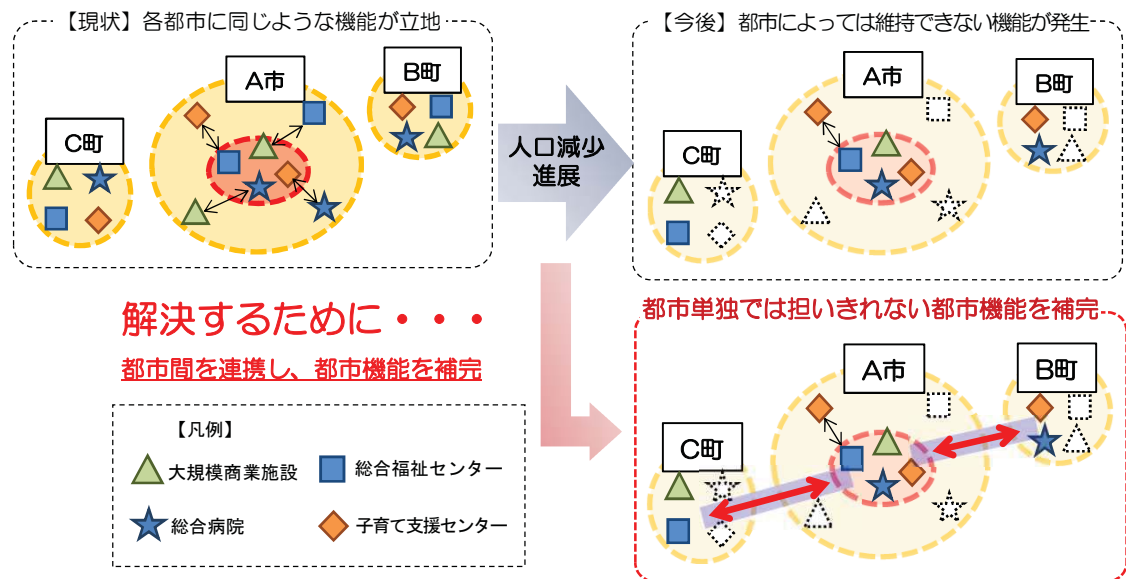 【現状】各都市に同じような機能が立地
A市
B町
C町
人口減少
進展
【今後】都市によっては維持できない機能が発生
A市
B町
C町
解決するために・・・
都市間を連携し、都市機能を補完
都市単独では担いきれない都市機能を補完
A市
B町
C町
【凡例】
大規模商業施設
総合福祉センター
総合病院
子育て支援センター